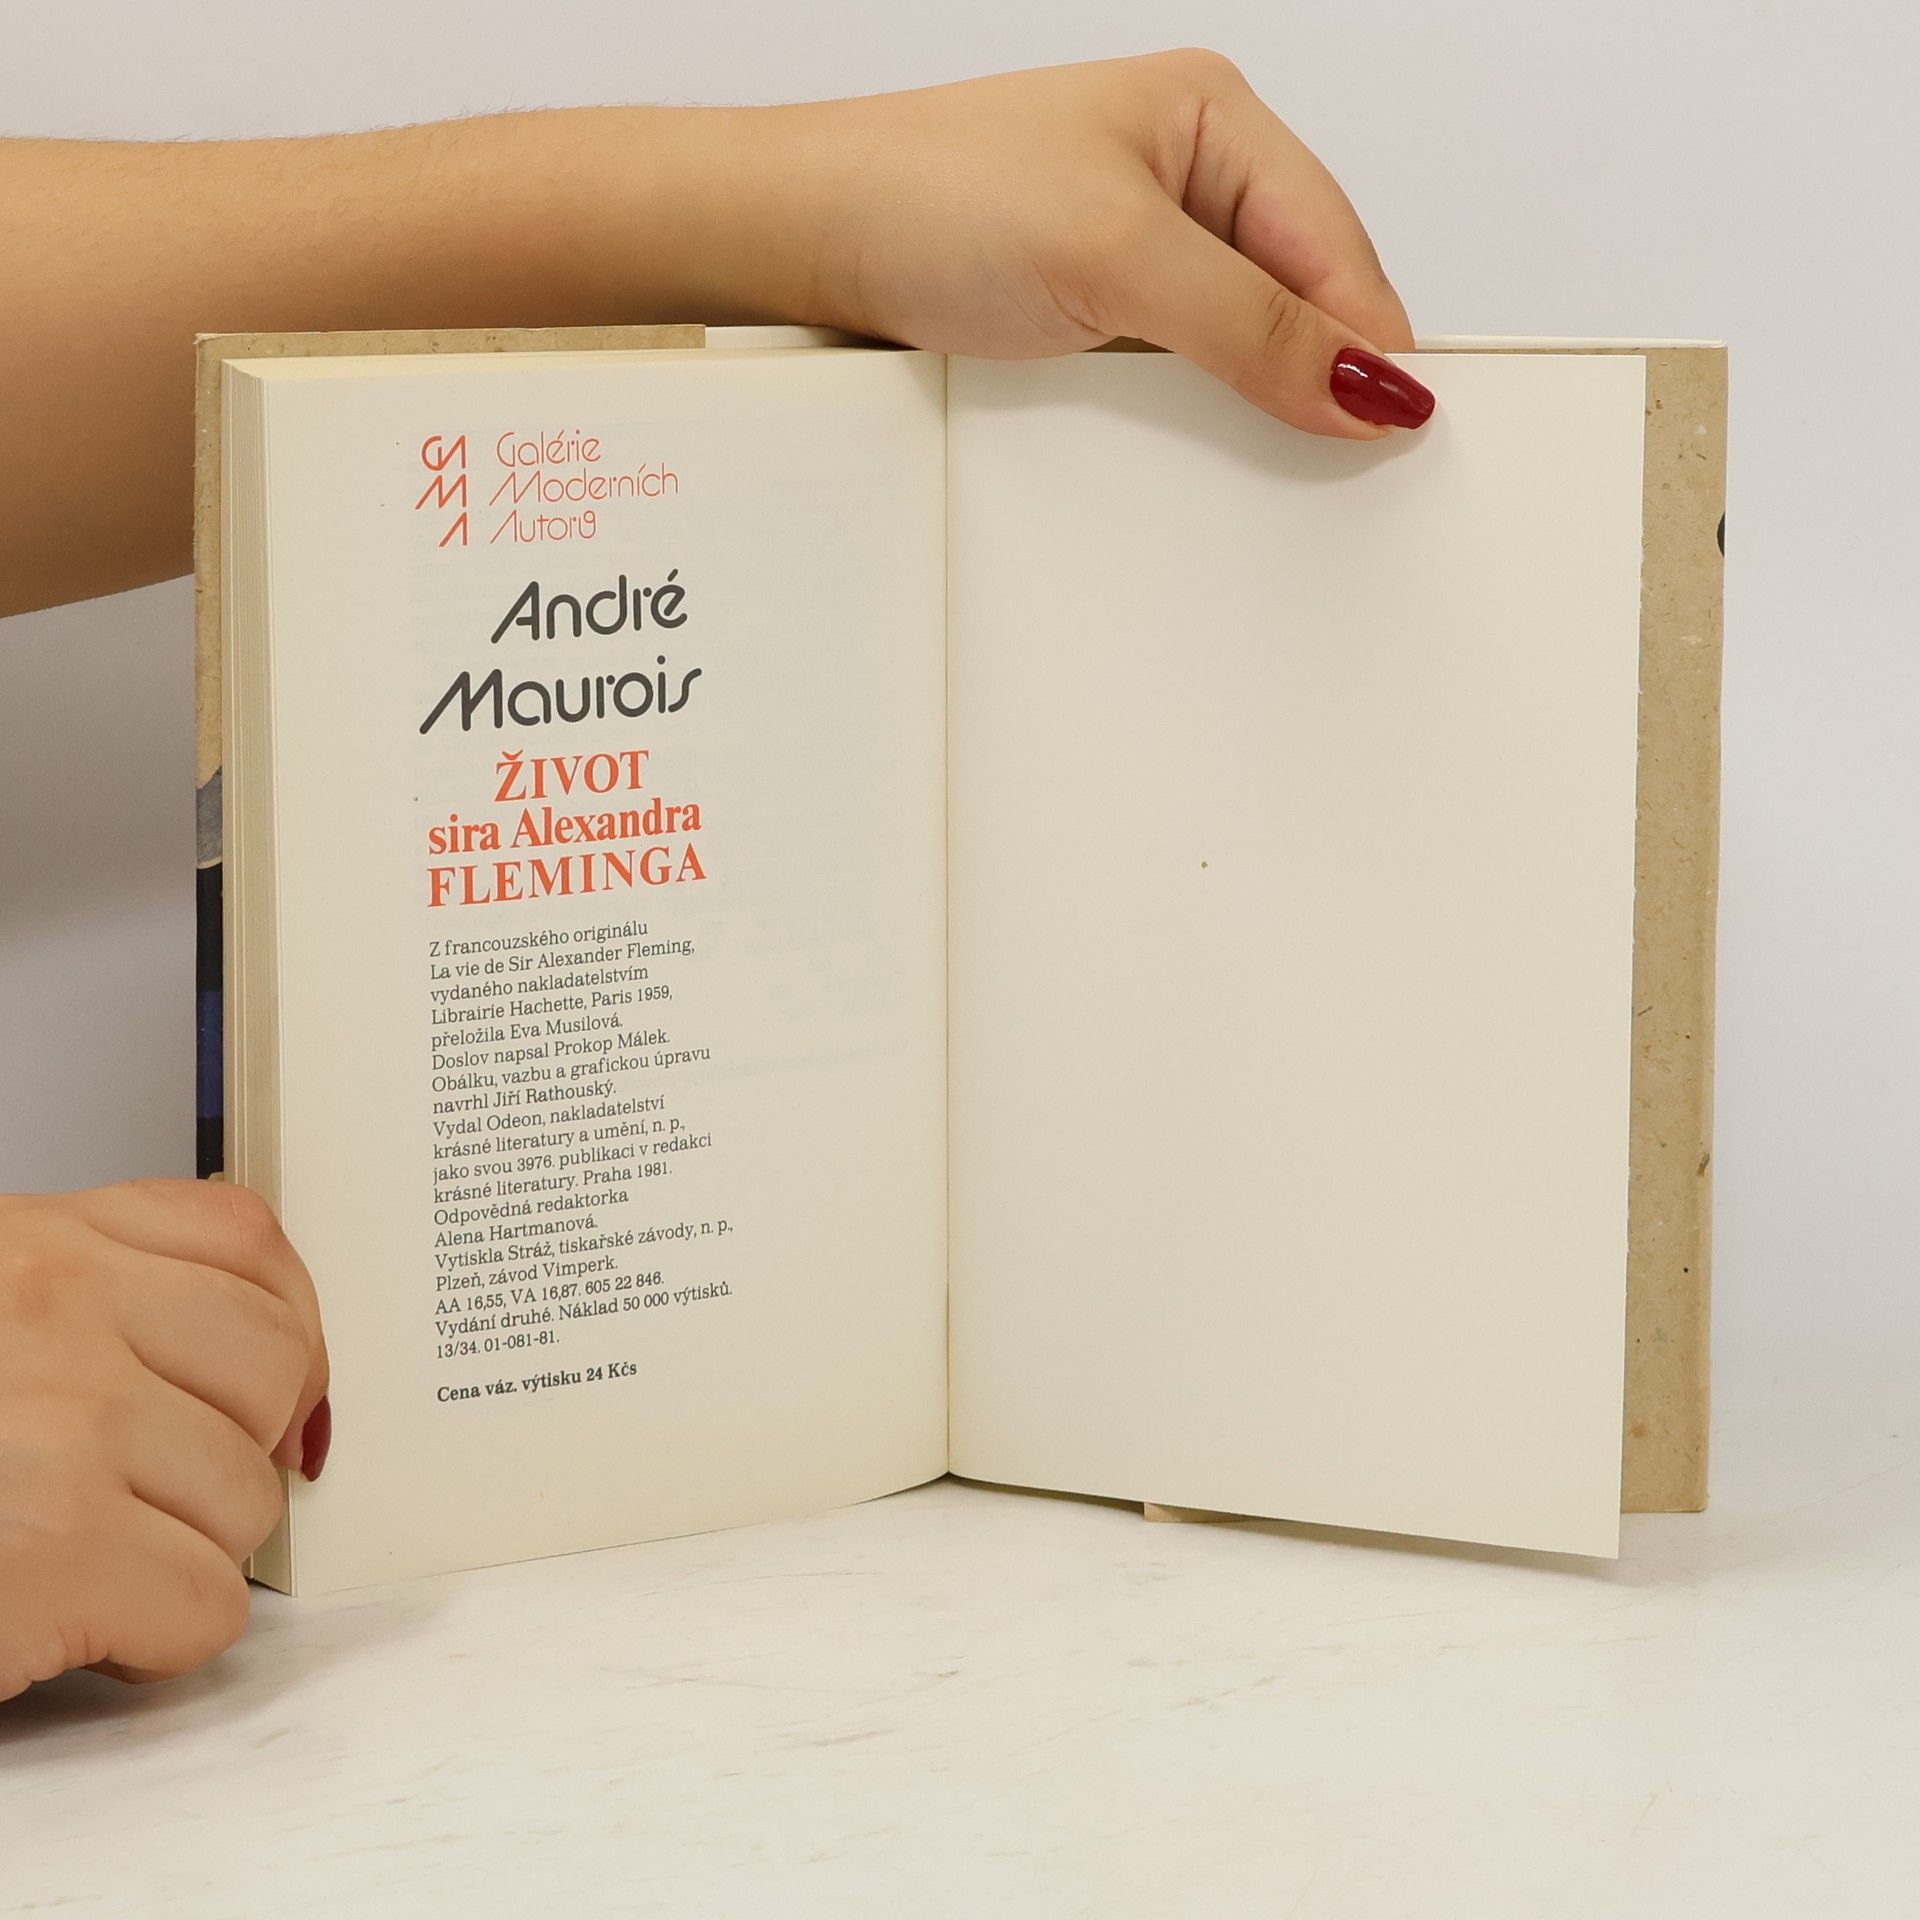 GA Galérie
M Moderních
A Autorů
André
Maurois
ŽIVOT
sira Alexandra
FLEMINGA
Z francouzského originálu
La vie de Sir Alexander Fleming,
vydaného nakladatelstvím
Librairie Hachette, Paris 1959,
přeložila Eva Musilová.
Doslov napsal Prokop Málek.
Obálku, vazbu a grafickou úpravu
navrhl Jiří Rathouský.
Vydal Odeon, nakladatelství
krásné literatury a umění, n. p.,
jako svou 3976. publikaci v redakci
krásné literatury. Praha 1981.
Odpovědná redaktorka
Alena Hartmanová.
Vytiskla Stráž, tiskařské závody, n. p.,
Plzeň, závod Vimperk.
AA 16,55, VA 16,87. 605 22 846.
Vydání druhé. Náklad 50 000 výtisků.
13/34. 01-081-81.
Cena váz. výtisku 24 Kčs